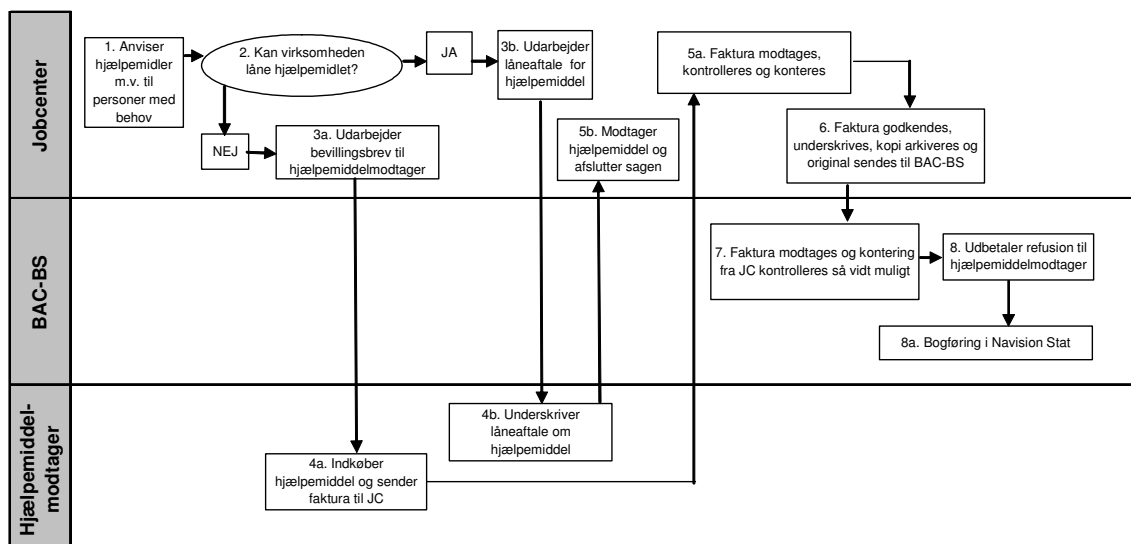 Jobcenter
1. Anviser
hjælpemidler
m.v. til
personer med
behov
2. Kan virksomheden
låne hjælpemidlet?
JA
3b. Udarbejder
låneaftale for
hjælpemiddel
NEJ
3a. Udarbejder
bevillingsbrev til
hjælpemiddelmodtager
5b. Modtager
hjælpemiddel og
afslutter sagen
5a. Faktura modtages,
kontrolleres og konteres
6. Faktura godkendes,
underskrives, kopi arkiveres og
original sendes til BAC-BS
BAC-BS
7. Faktura modtages og kontering
fra JC kontrolleres så vidt muligt
8. Udbetaler refusion til
hjælpemiddelmodtager
8a. Bogføring i Navision Stat
Hjælpemiddel-
modtager
4b. Underskriver
låneaftale om
hjælpemiddel
4a. Indkøber
hjælpemiddel og sender
faktura til JC